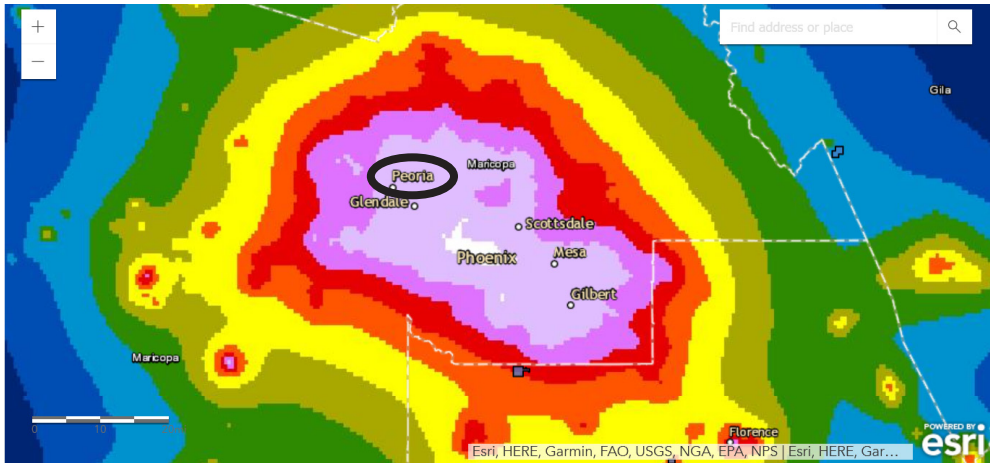 +
Find address or place
−
Gila
Maricopa
Peoria
Glendale
Scottsdale
Phoenix
Mesa
Gilbert
Maricopa
0 10
Florence
POWERED BY
esri
Esri, HERE, Garmin, FAO, USGS, NGA, EPA, NPS | Esri, HERE, Gar...